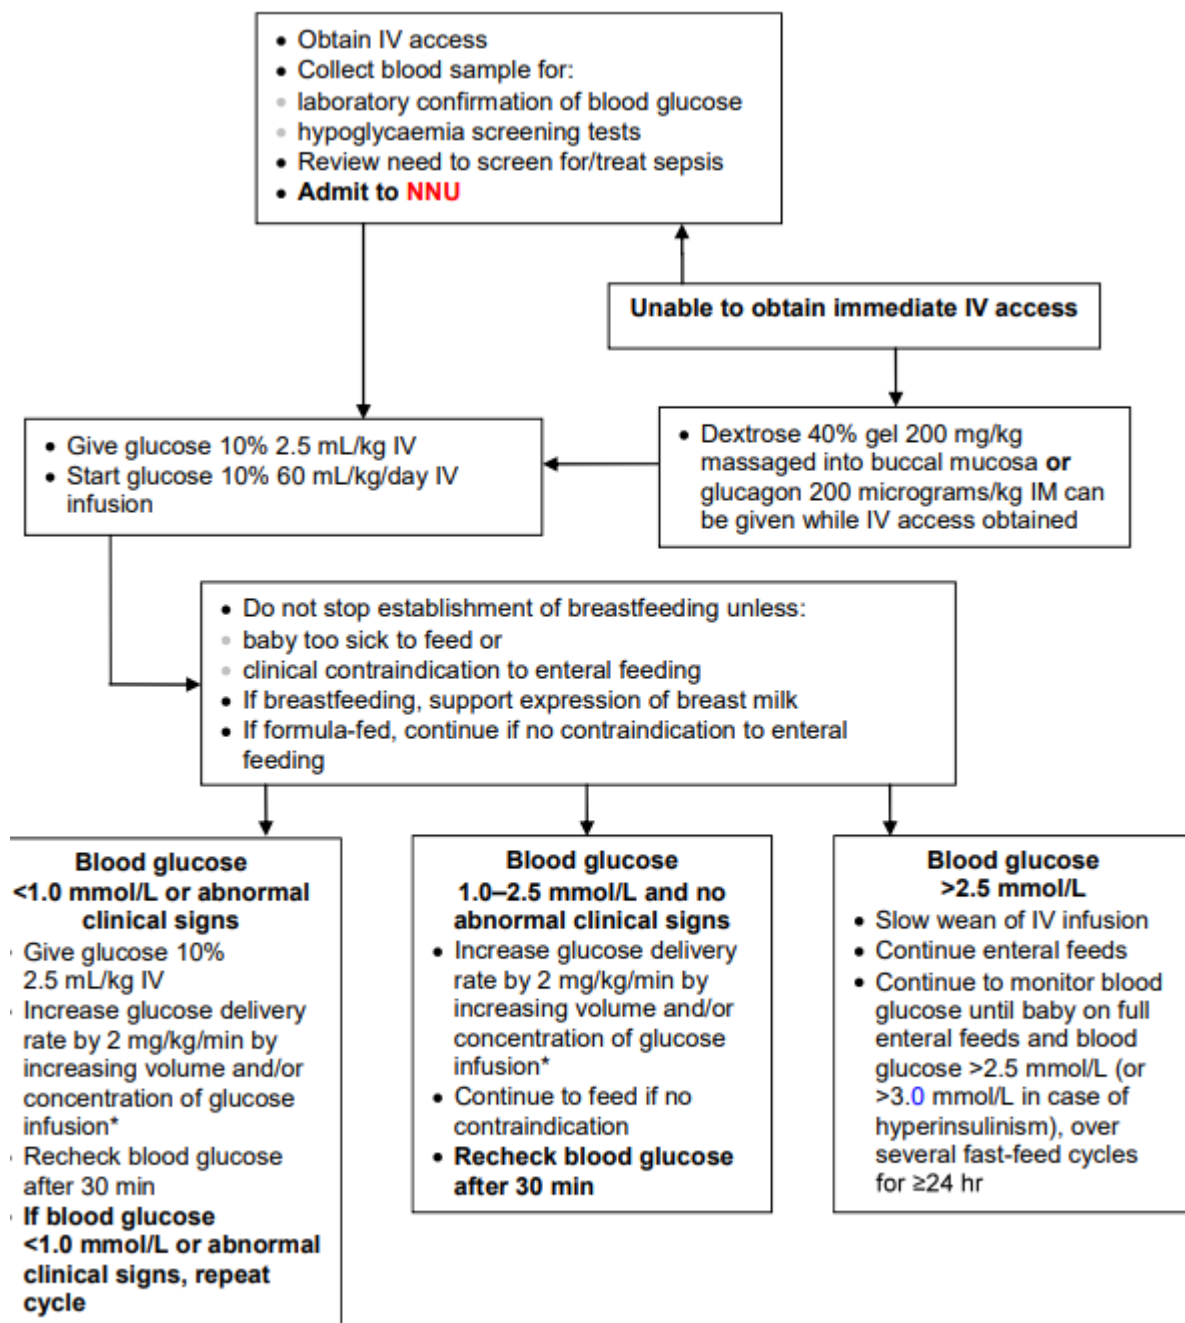 • Obtain IV access
• Collect blood sample for:
• laboratory confirmation of blood glucose
• hypoglycaemia screening tests
• Review need to screen for/treat sepsis
• Admit to NNU
Unable to obtain immediate IV access
• Give glucose 10% 2.5 mL/kg IV
• Start glucose 10% 60 mL/kg/day IV
infusion
• Dextrose 40% gel 200 mg/kg
massaged into buccal mucosa or
glucagon 200 micrograms/kg IM can
be given while IV access obtained
• Do not stop establishment of breastfeeding unless:
• baby too sick to feed or
• clinical contraindication to enteral feeding
• If breastfeeding, support expression of breast milk
• If formula-fed, continue if no contraindication to enteral
feeding
Blood glucose
<1.0 mmol/L or abnormal
clinical signs
• Give glucose 10%
2.5 mL/kg IV
• Increase glucose delivery
rate by 2 mg/kg/min by
increasing volume and/or
concentration of glucose
infusion*
• Recheck blood glucose
after 30 min
• If blood glucose
<1.0 mmol/L or abnormal
clinical signs, repeat
cycle
Blood glucose
1.0–2.5 mmol/L and no
abnormal clinical signs
• Increase glucose delivery
rate by 2 mg/kg/min by
increasing volume and/or
concentration of glucose
infusion*
• Continue to feed if no
contraindication
• Recheck blood glucose
after 30 min
Blood glucose
>2.5 mmol/L
• Slow wean of IV infusion
• Continue enteral feeds
• Continue to monitor blood
glucose until baby on full
enteral feeds and blood
glucose >2.5 mmol/L (or
>3.0 mmol/L in case of
hyperinsulinism), over
several fast-feed cycles
for ≥24 hr